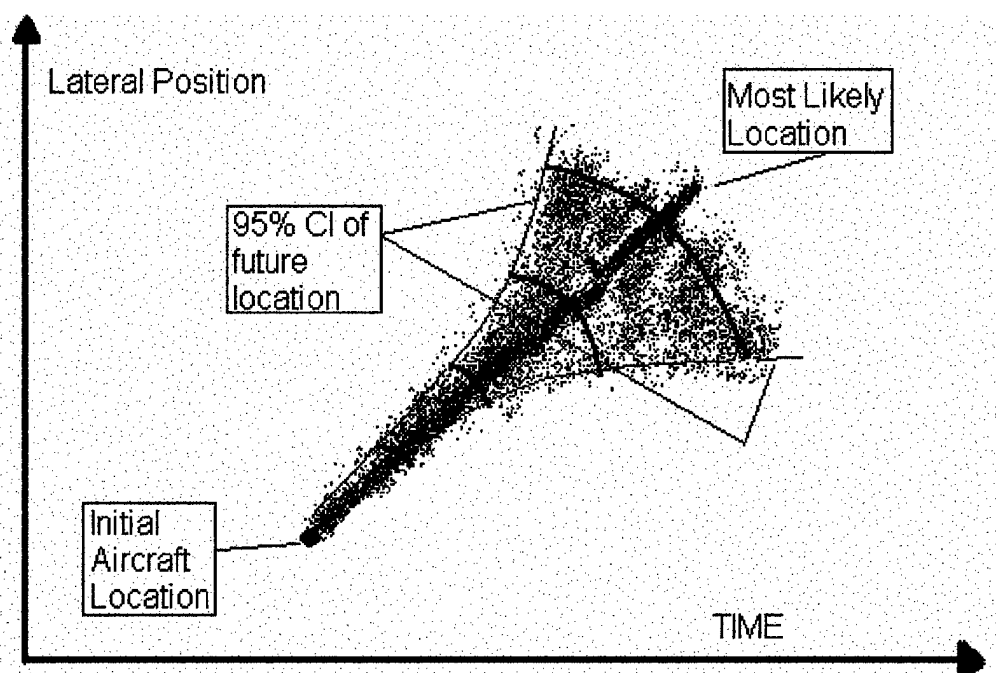 Lateral Position
Most Likely
Location
95% CI of
future
location
Initial
Aircraft
Location
TIME